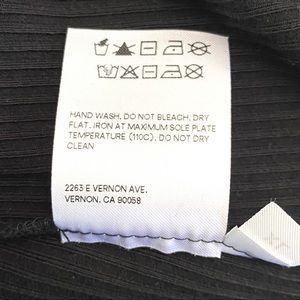 HAND WASH, DO NOT BLEACH, DRY
FLAT, IRON AT MAXIMUM SOLE PLATE
TEMPERATURE (110C), DO NOT DRY
CLEAN
2263 E VERNON AVE,
VERNON, CA 90058